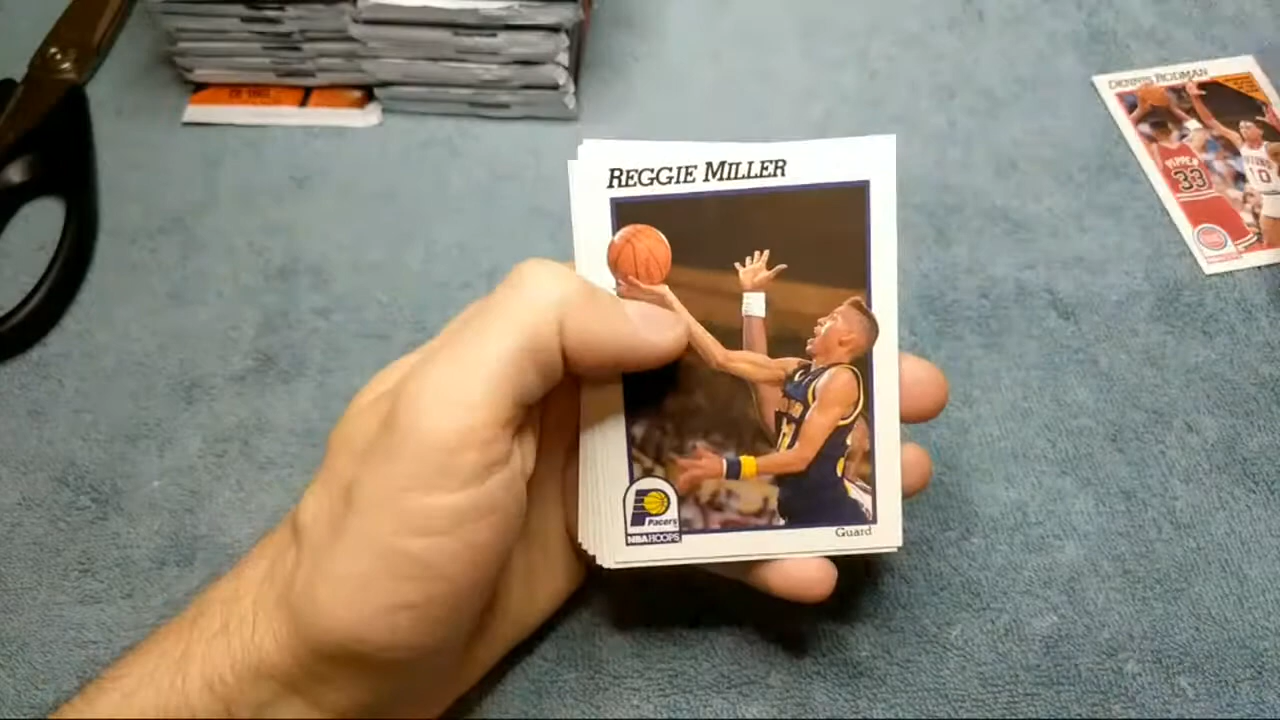 DENNIS RODMAN
PIPPEN
33
10
REGGIE MILLER
Pacers
NBA HOOPS
Guard